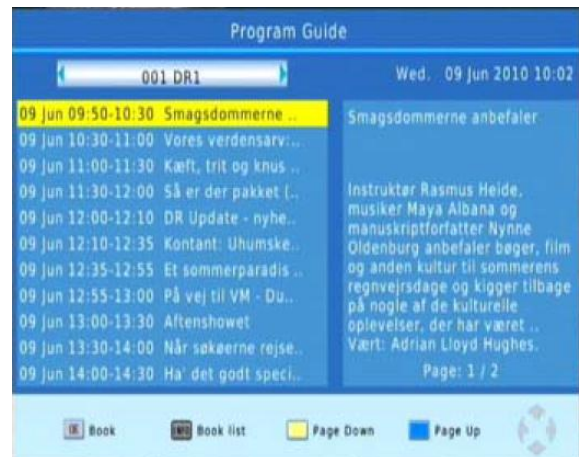 Program Guide
001 DR1
Wed. 09 Jun 2010 10:02
09 Jun 09:50-10:30 Smagsdommerne ..
09 Jun 10:30-11:00 Vores verdensarv:..
09 Jun 11:00-11:30 Kæft, trit og knus ..
09 Jun 11:30-12:00 Så er der pakket (..
09 Jun 12:00-12:10 DR Update - nyhe..
09 Jun 12:10-12:35 Kontant: Uhumske..
09 Jun 12:35-12:55 Et sommerparadis ..
09 Jun 12:55-13:00 På vej til VM - Du..
09 Jun 13:00-13:30 Aftenshowet
09 Jun 13:30-14:00 Når søkøerne rejse..
09 Jun 14:00-14:30 Ha' det godt speci..
Smagsdommerne anbefaler
Instruktør Rasmus Heide,
musiker Maya Albana og
manuskriptforfatter Nynne
Oldenburg anbefaler bøger, film
og anden kultur til sommerens
regnvejrsdage og kigger tilbage
på nogle af de kulturelle
oplevelser, der har været ..
Vært: Adrian Lloyd Hughes.
Page: 1 / 2
OK Book
INFO Book list
Page Down
Page Up